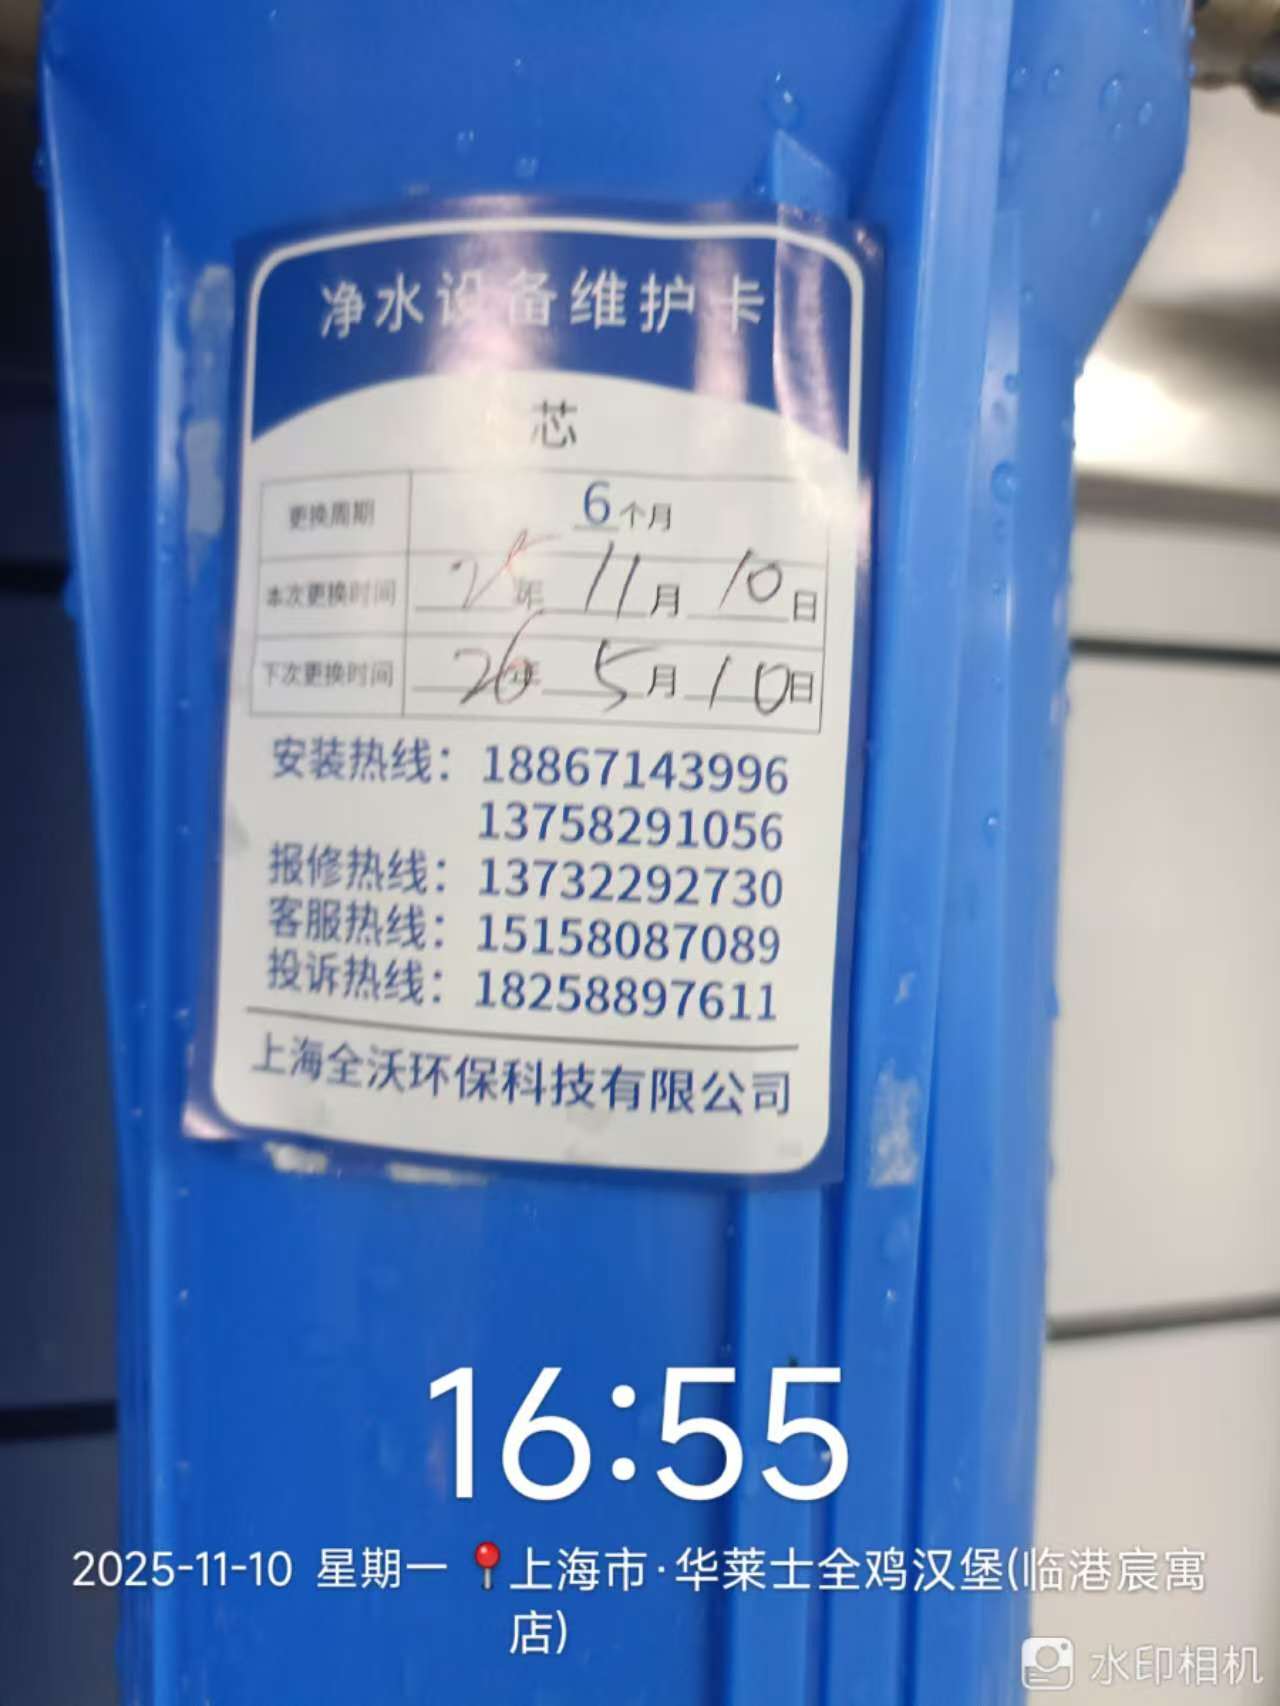 净水设备维护卡
芯
更换周期 6个月
本次更换时间 25年11月10日
下次更换时间 26年5月10日
安装热线：18867143996
13758291056
报修热线：13732292730
客服热线：15158087089
投诉热线：18258897611
上海全沃环保科技有限公司
16:55
2025-11-10 星期一 上海市·华莱士全鸡汉堡(临港宸寓
店)
水印相机